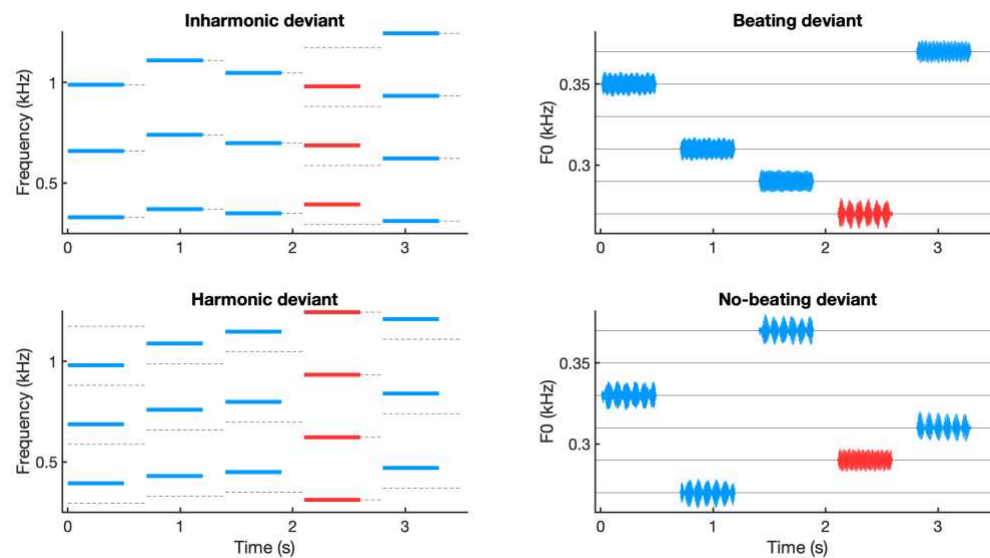 Inharmonic deviant
Frequency (kHz)
1
0.5
0 1 2 3
Beating deviant
F0 (kHz)
0.35
0.3
0 1 2 3
Harmonic deviant
Frequency (kHz)
1
0.5
0 1 2 3
Time (s)
No-beating deviant
F0 (kHz)
0.35
0.3
0 1 2 3
Time (s)